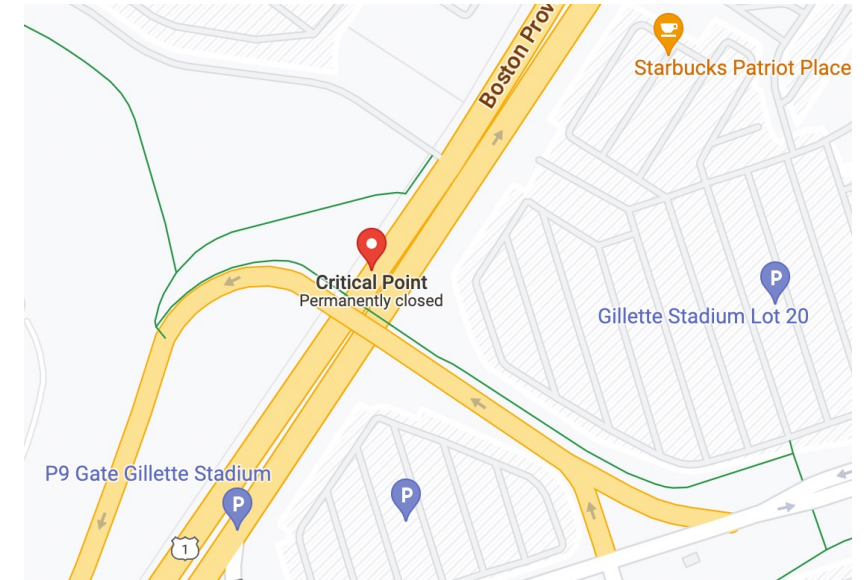 Boston Prov
Starbucks Patriot Place
Critical Point
Permanently closed
P
Gillette Stadium Lot 20
P9 Gate Gillette Stadium
P
P
1